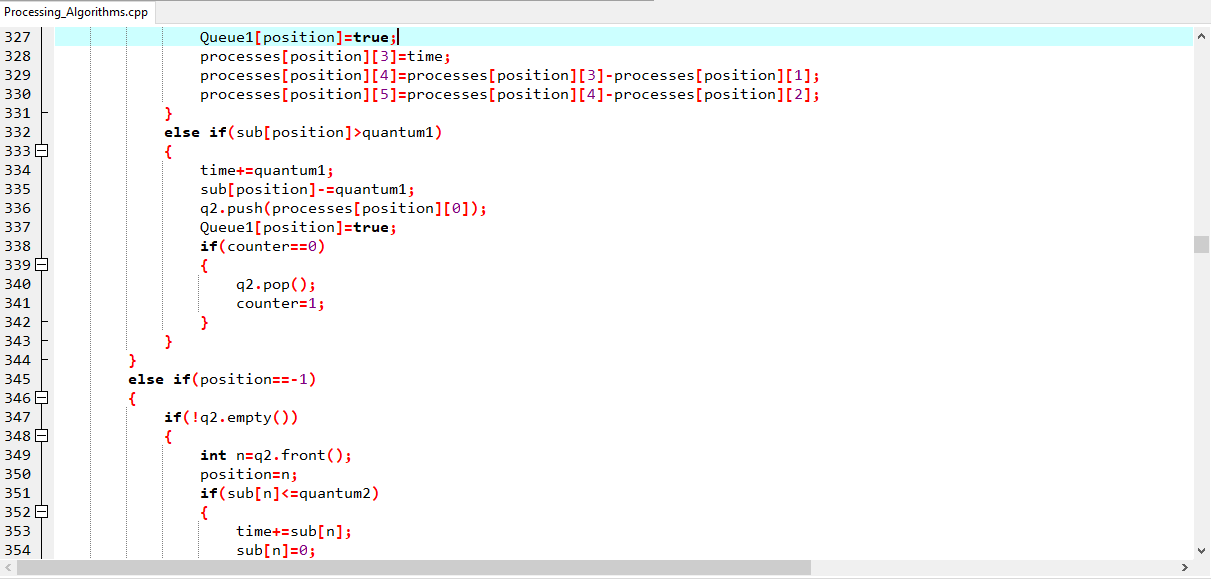 Processing_Algorithms.cpp
327 Queue1[position]=true;
328 processes[position][3]=time;
329 processes[position][4]=processes[position][3]-processes[position][1];
330 processes[position][5]=processes[position][4]-processes[position][2];
331 }
332 else if(sub[position]>quantum1)
333 {
334 time+=quantum1;
335 sub[position]-=quantum1;
336 q2.push(processes[position][0]);
337 Queue1[position]=true;
338 if(counter==0)
339 {
340 q2.pop();
341 counter=1;
342 }
343 }
344 }
345 else if(position==-1)
346 {
347 if(!q2.empty())
348 {
349 int n=q2.front();
350 position=n;
351 if(sub[n]<=quantum2)
352 {
353 time+=sub[n];
354 sub[n]=0;